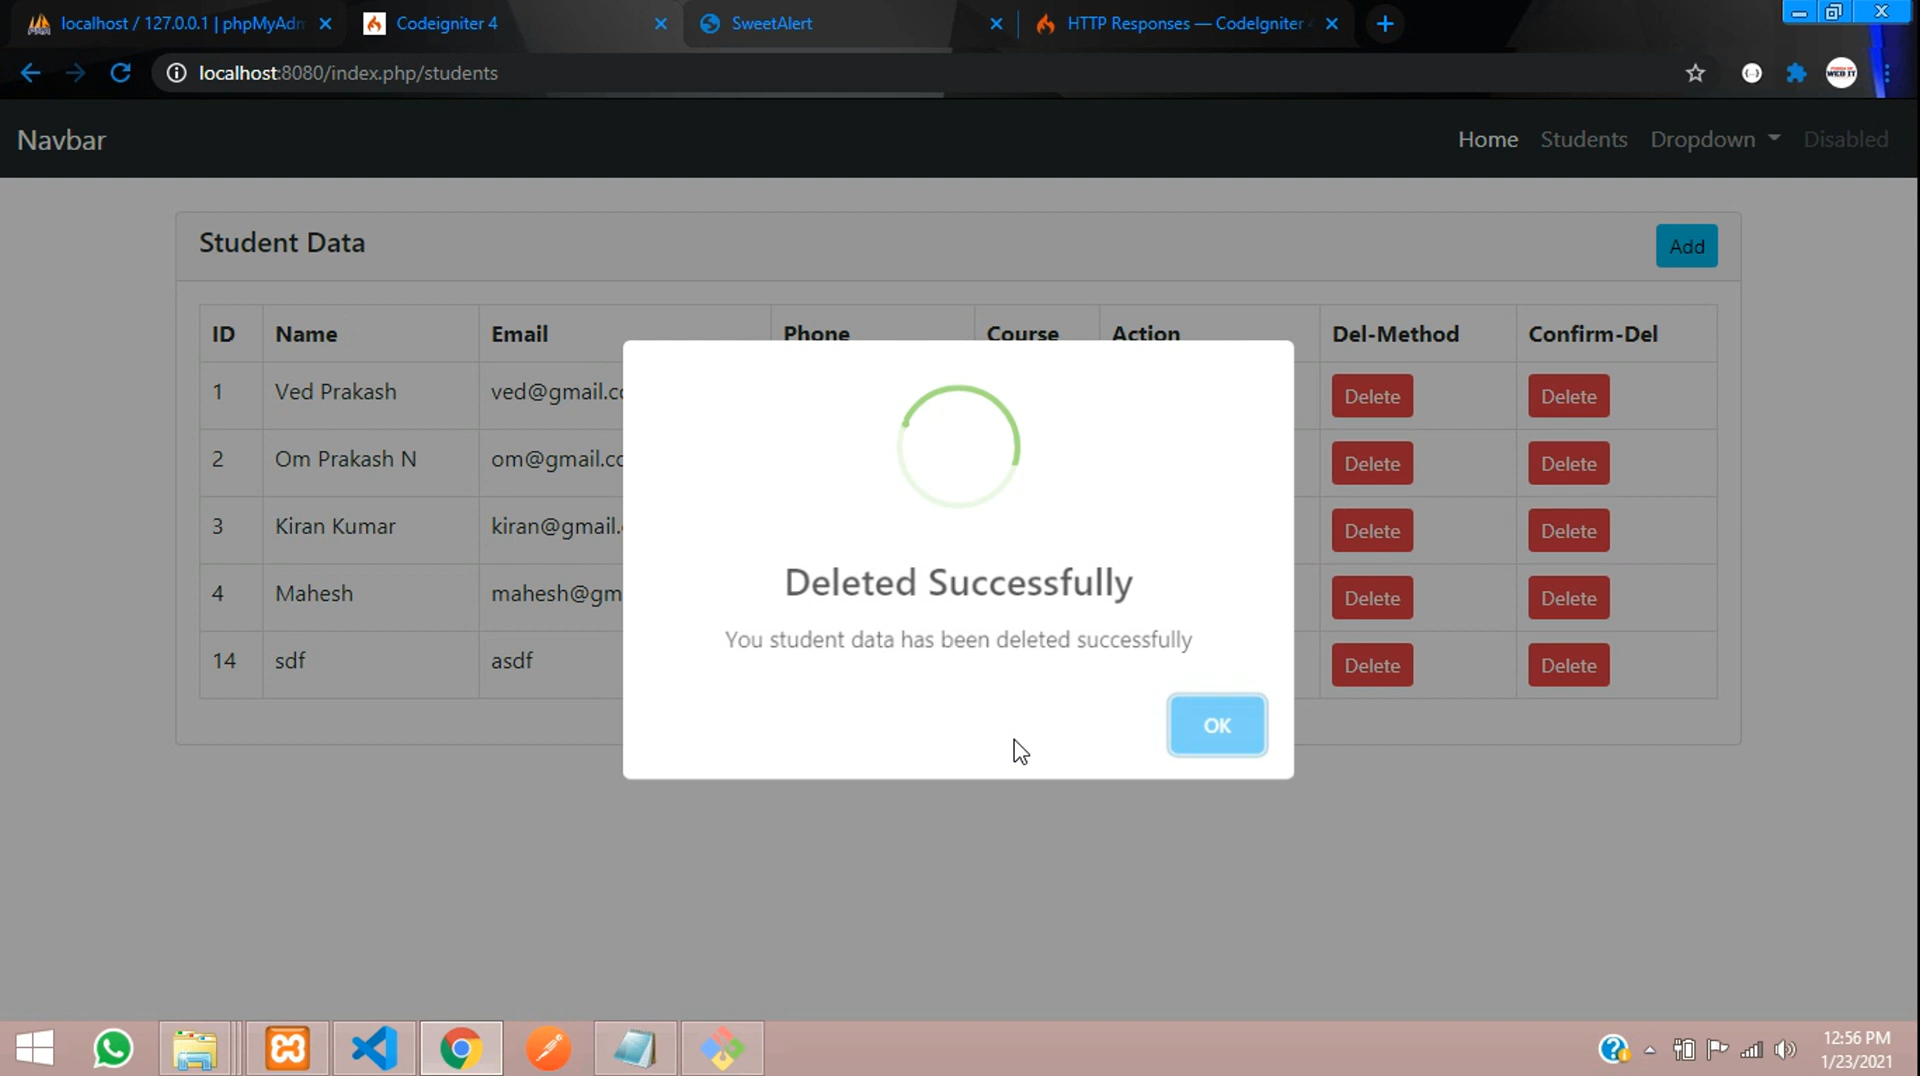 localhost / 127.0.0.1 | phpMyAdm
Codeigniter 4
SweetAlert
HTTP Responses — CodeIgniter
localhost:8080/index.php/students
WEB IT
Navbar
Home
Students
Dropdown
Disabled
Student Data
Add
ID Name Email Phone Course Action Del-Method Confirm-Del
1 Ved Prakash ved@gmail.co Delete Delete
2 Om Prakash N om@gmail.co Delete Delete
3 Kiran Kumar kiran@gmail. Delete Delete
4 Mahesh mahesh@gm Delete Delete
14 sdf asdf Delete Delete
Deleted Successfully
You student data has been deleted successfully
OK
12:56 PM
1/23/2021